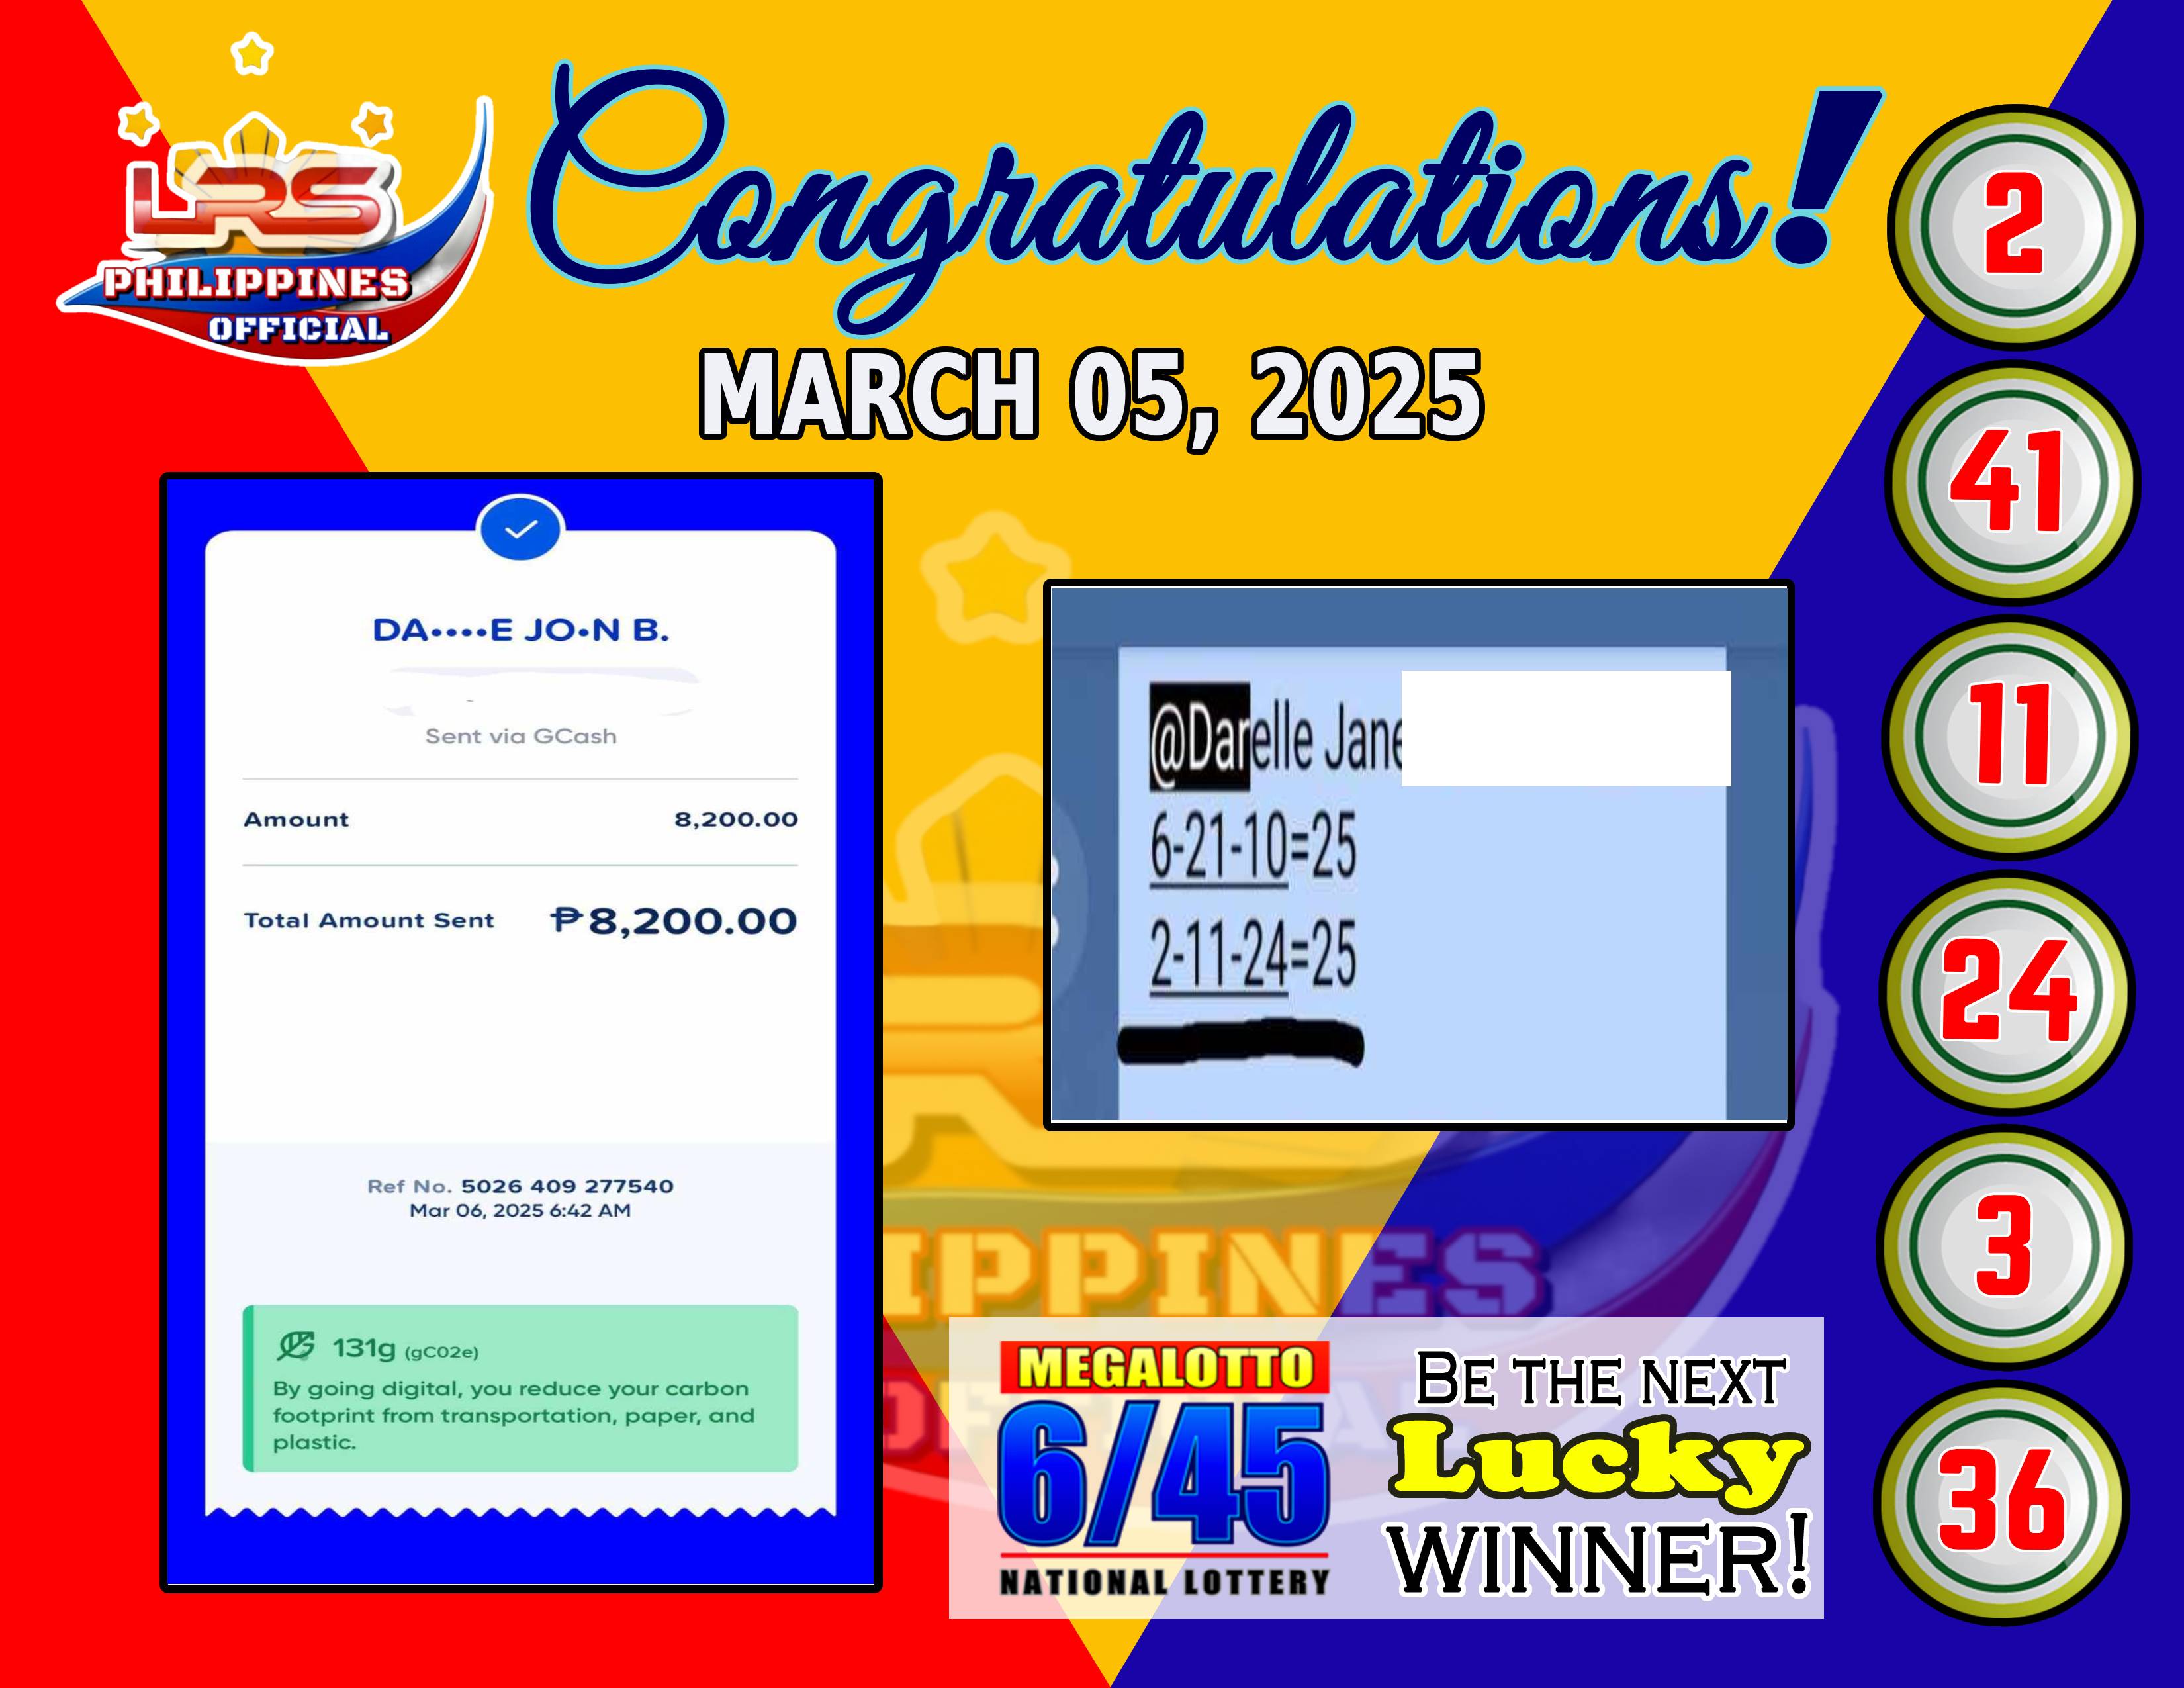 LRS
PHILIPPINES
OFFICIAL
Congratulations!
MARCH 05, 2025
DA••••E JO•N B.
Sent via GCash
Amount 8,200.00
Total Amount Sent ₱8,200.00
Ref No. 5026 409 277540
Mar 06, 2025 6:42 AM
131g (gC02e)
By going digital, you reduce your carbon
footprint from transportation, paper, and
plastic.
@Darelle Jane
6-21-10=25
2-11-24=25
IPPINES
MEGALOTTO
6/45
NATIONAL LOTTERY
BE THE NEXT
Lucky
WINNER!
2
41
11
24
3
36